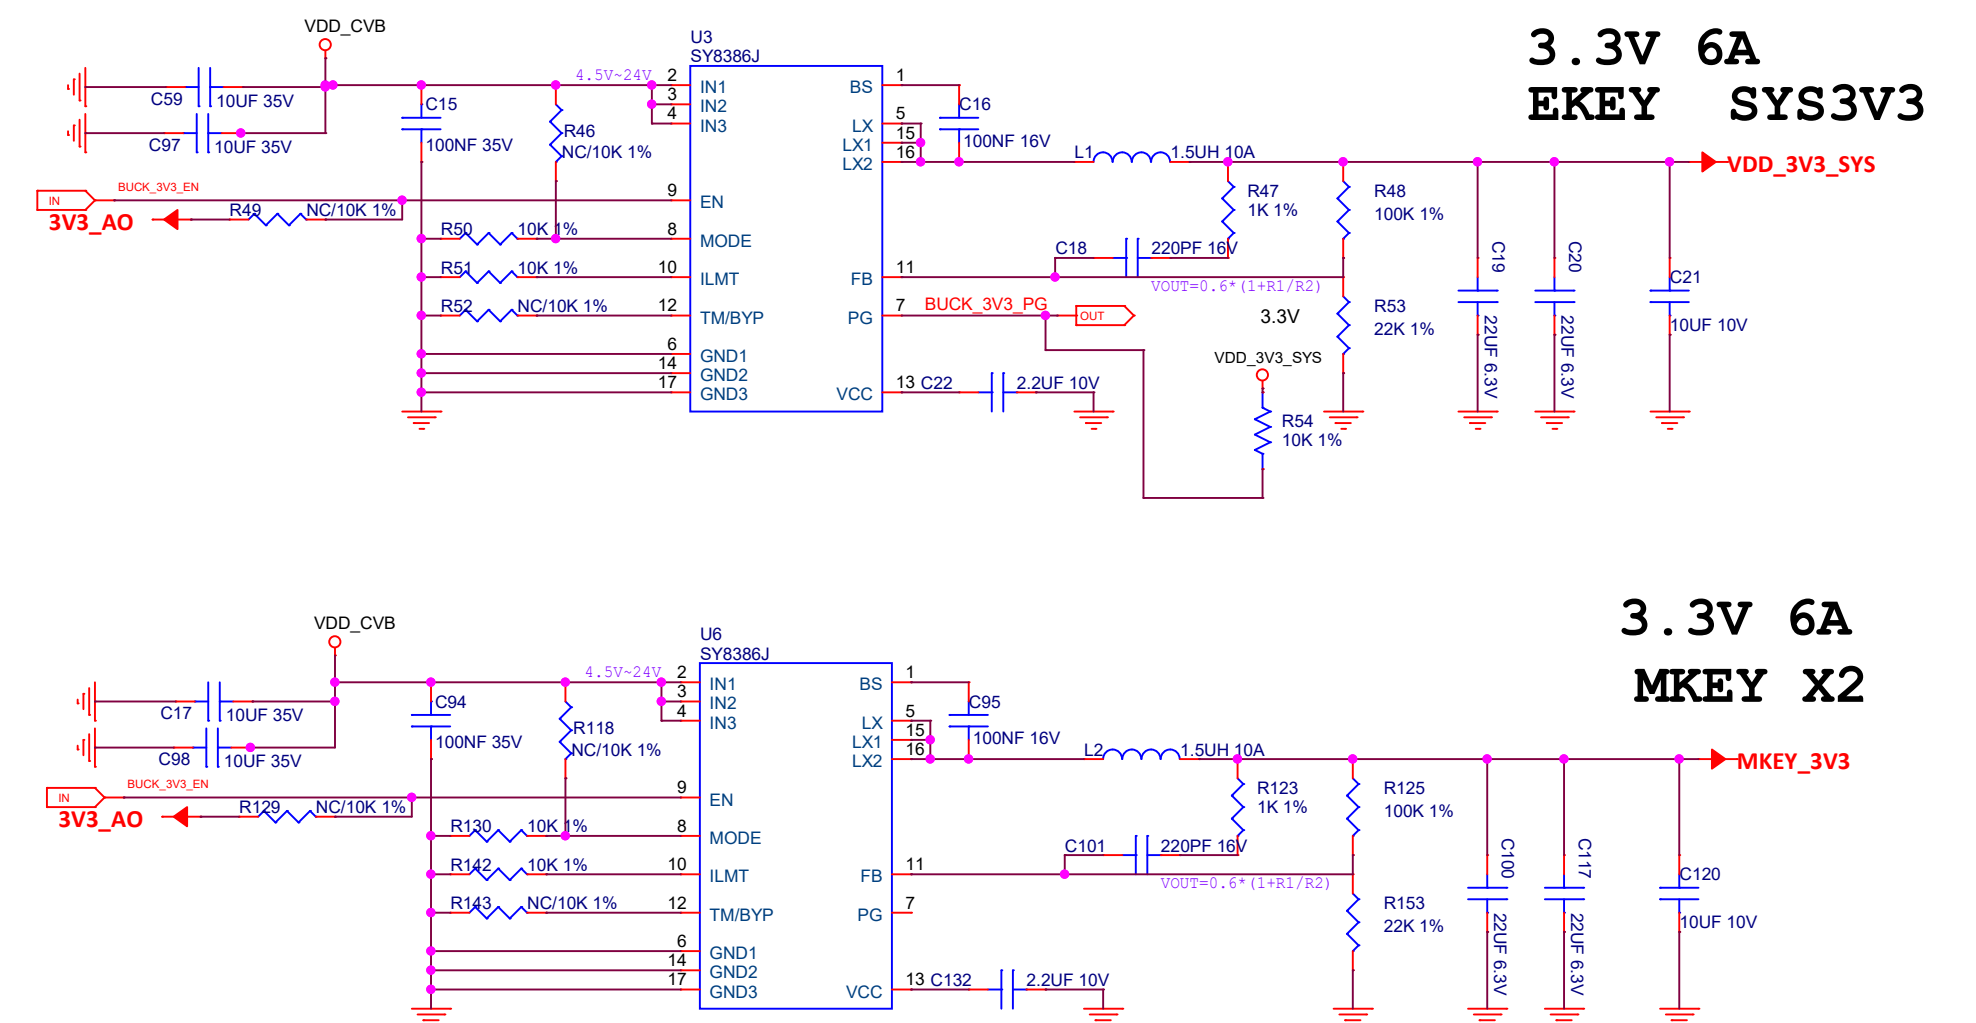 VDD_CVB
U3
SY8386J
3.3V 6A
EKEY SYS3V3
4.5V~24V
C59
10UF 35V
C97
10UF 35V
C15
100NF 35V
R46
NC/10K 1%
2
3
4
IN1
IN2
IN3
BS
LX
LX1
LX2
1
5
15
16
C16
100NF 16V
L1
1.5UH 10A
VDD_3V3_SYS
IN
BUCK_3V3_EN
3V3_AO
R49
NC/10K 1%
9
EN
R50
10K 1%
8
MODE
R51
10K 1%
10
ILMT
R52
NC/10K 1%
12
TM/BYP
6
GND1
14
GND2
17
GND3
R47
1K 1%
R48
100K 1%
C18
220PF 16V
FB
11
VOUT=0.6*(1+R1/R2)
PG
7
BUCK_3V3_PG
OUT
3.3V
R53
22K 1%
VDD_3V3_SYS
R54
10K 1%
VCC
13
C22
2.2UF 10V
C19
22UF 6.3V
C20
22UF 6.3V
C21
10UF 10V
VDD_CVB
U6
SY8386J
3.3V 6A
MKEY X2
4.5V~24V
C17
10UF 35V
C98
10UF 35V
C94
100NF 35V
R118
NC/10K 1%
2
3
4
IN1
IN2
IN3
BS
LX
LX1
LX2
1
5
15
16
C95
100NF 16V
L2
1.5UH 10A
MKEY_3V3
IN
BUCK_3V3_EN
3V3_AO
R129
NC/10K 1%
9
EN
R130
10K 1%
8
MODE
R142
10K 1%
10
ILMT
R143
NC/10K 1%
12
TM/BYP
6
GND1
14
GND2
17
GND3
R123
1K 1%
R125
100K 1%
C101
220PF 16V
FB
11
VOUT=0.6*(1+R1/R2)
PG
7
R153
22K 1%
VCC
13
C132
2.2UF 10V
C100
22UF 6.3V
C117
22UF 6.3V
C120
10UF 10V